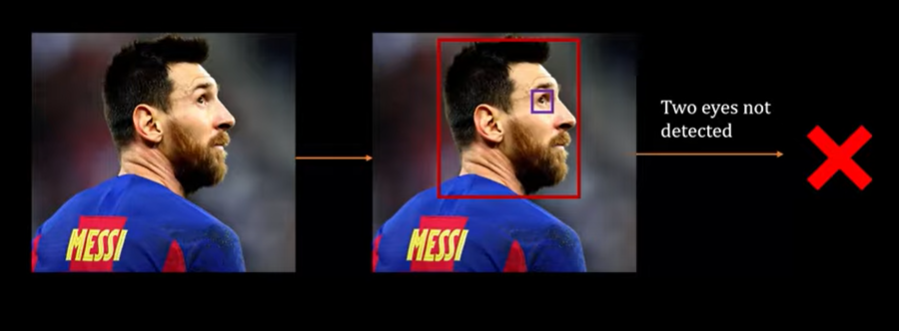 MESSI
MESSI
Two eyes not
detected